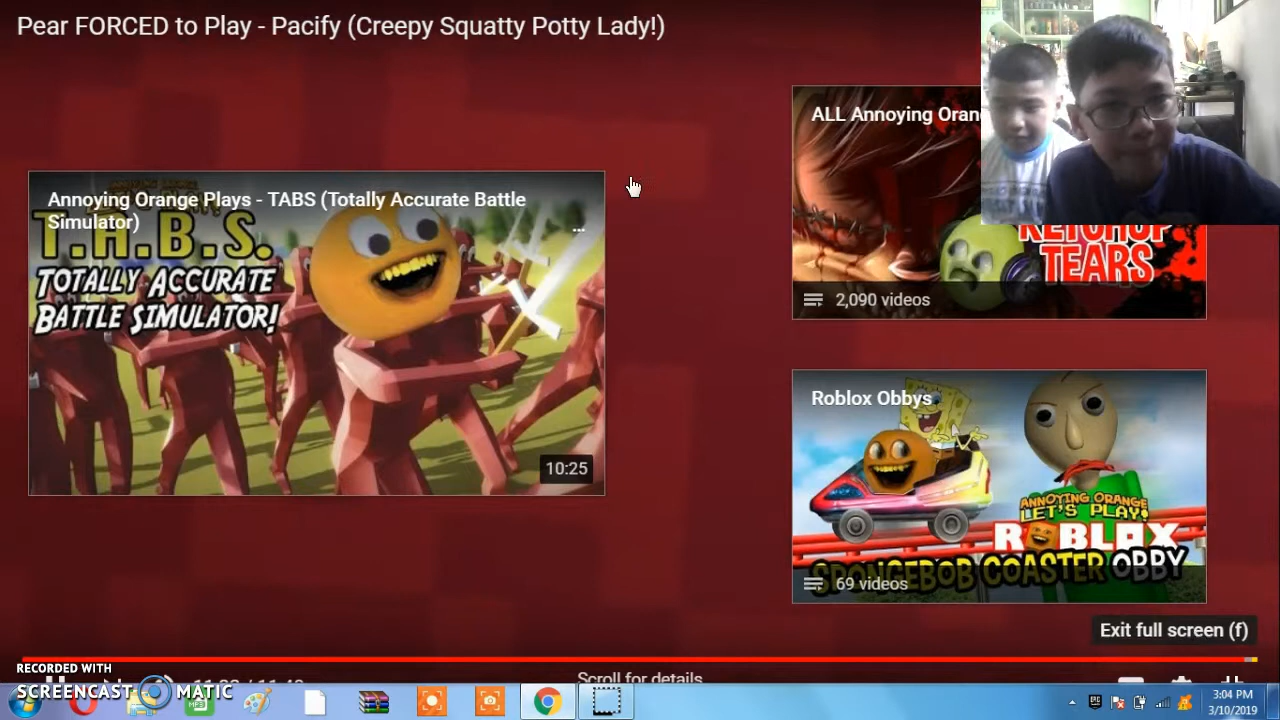 Pear FORCED to Play - Pacify (Creepy Squatty Potty Lady!)
Annoying Orange Plays - TABS (Totally Accurate Battle
Simulator)
T.H.B.S.
TOTALLY ACCURATE
BATTLE SIMULATOR!
10:25
ALL Annoying Oran
KETCHUP
TEARS
2,090 videos
Roblox Obbys
ANNOYING ORANGE
LET'S PLAY!
ROBLOX
SPONGEBOB COASTER OBBY
69 videos
Exit full screen (f)
Scroll for details
RECORDED WITH
SCREENCAST MATIC
MP3
3:04 PM
3/10/2019